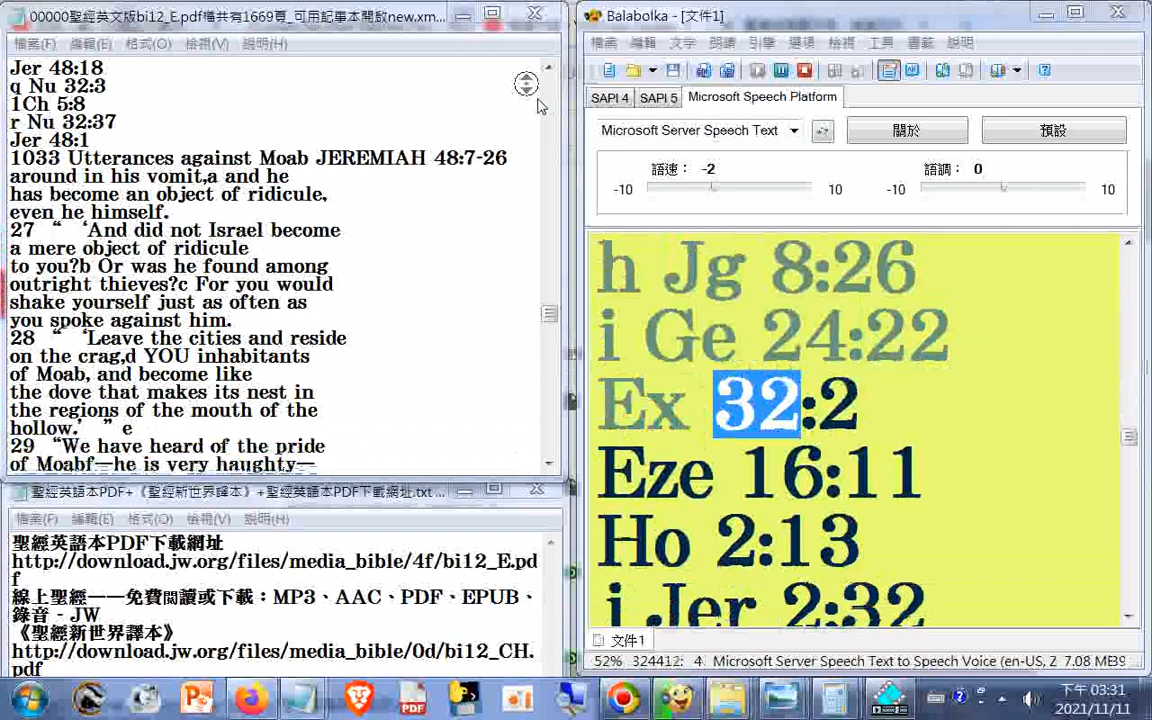 00000聖經英文版bi12_E.pdf檔共有1669頁_可用記事本開啟new.xm...
檔案(F) 編輯(E) 格式(O) 檢視(V) 說明(H)
Jer 48:18
q Nu 32:3
1Ch 5:8
r Nu 32:37
Jer 48:1
1033 Utterances against Moab JEREMIAH 48:7-26
around in his vomit,a and he
has become an object of ridicule,
even he himself.
27 “ ‘And did not Israel become
a mere object of ridicule
to you?b Or was he found among
outright thieves?c For you would
shake yourself just as often as
you spoke against him.
28 “ ‘Leave the cities and reside
on the crag,d YOU inhabitants
of Moab, and become like
the dove that makes its nest in
the regions of the mouth of the
hollow.’ ” e
29 “We have heard of the pride
of Moabf—he is very haughty—
聖經英語本PDF+《聖經新世界譯本》+聖經英語本PDF下載網址.txt ...
檔案(F) 編輯(E) 格式(O) 檢視(V) 說明(H)
聖經英語本PDF下載網址
http://download.jw.org/files/media_bible/4f/bi12_E.pd
f
線上聖經——免費閱讀或下載：MP3、AAC、PDF、EPUB、
錄音 - JW
《聖經新世界譯本》
http://download.jw.org/files/media_bible/0d/bi12_CH.
pdf
Balabolka - [文件1]
檔案 編輯 文字 朗讀 引擎 選項 檢視 工具 書籤 說明
SAPI 4 SAPI 5 Microsoft Speech Platform
Microsoft Server Speech Text 關於 預設
語速： -2 語調： 0
-10 10 -10 10
h Jg 8:26
i Ge 24:22
Ex 32:2
Eze 16:11
Ho 2:13
j Jer 2:32
文件1
52% 324412: 4 Microsoft Server Speech Text to Speech Voice (en-US, Z 7.08 MB
下午 03:31
2021/11/11